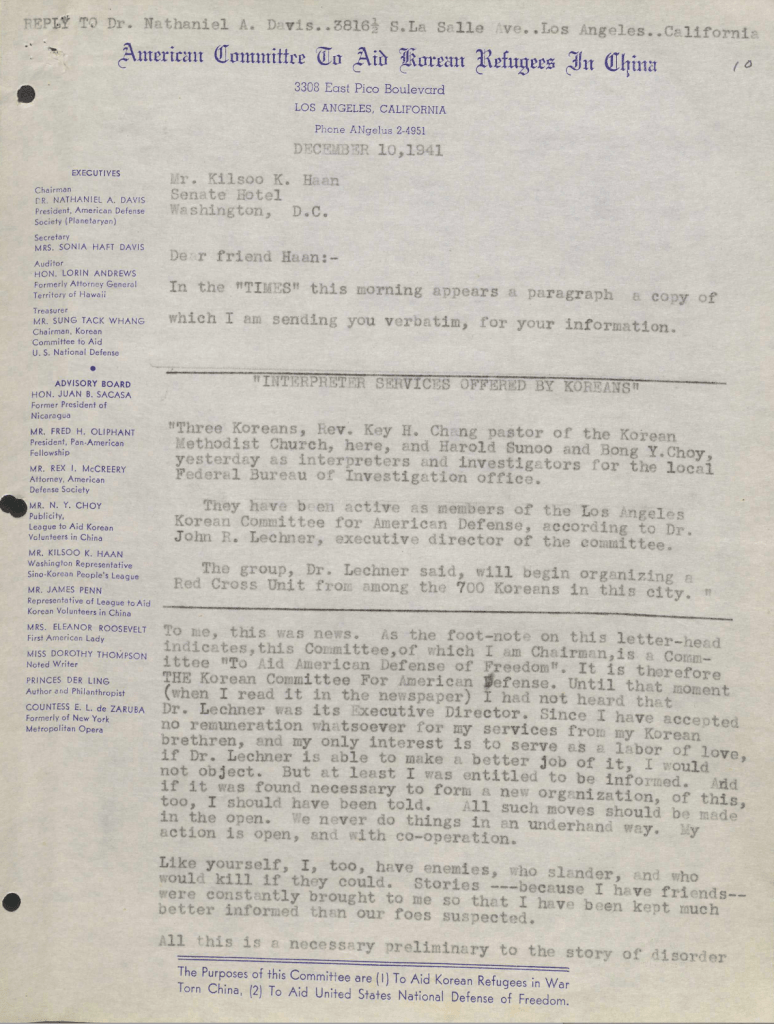 REPLY TO Dr. Nathaniel A. Davis..3816½ S.La Salle Ave..Los Angeles..California
American Committee To Aid Korean Refugees In China
10
3308 East Pico Boulevard
LOS ANGELES, CALIFORNIA
Phone ANgelus 2-4951
DECEMBER 10,1941
EXECUTIVES
Chairman
DR. NATHANIEL A. DAVIS
President, American Defense
Society (Planetaryan)
Secretary
MRS. SONIA HAFT DAVIS
Auditor
HON. LORIN ANDREWS
Formerly Attorney General
Territory of Hawaii
Treasurer
MR. SUNG TACK WHANG
Chairman, Korean
Committee to Aid
U. S. National Defense
ADVISORY BOARD
HON. JUAN B. SACASA
Former President of
Nicaragua
MR. FRED H. OLIPHANT
President, Pan-American
Fellowship
MR. REX I. McCREERY
Attorney, American
Defense Society
MR. N. Y. CHOY
Publicity,
League to Aid Korean
Volunteers in China
MR. KILSOO K. HAAN
Washington Representative
Sino-Korean People's League
MR. JAMES PENN
Representative of League to Aid
Korean Volunteers in China
MRS. ELEANOR ROOSEVELT
First American Lady
MISS DOROTHY THOMPSON
Noted Writer
PRINCES DER LING
Author and Philanthropist
COUNTESS E. L. de ZARUBA
Formerly of New York
Metropolitan Opera
Mr. Kilsoo K. Haan
Senate Hotel
Washington, D.C.
Dear friend Haan:-
In the "TIMES" this morning appears a paragraph a copy of
which I am sending you verbatim, for your information.
"INTERPRETER SERVICES OFFERED BY KOREANS"
"Three Koreans, Rev. Key H. Chang pastor of the Korean
Methodist Church, here, and Harold Sunoo and Bong Y.Choy,
yesterday as interpreters and investigators for the local
Federal Bureau of Investigation office.
They have been active as members of the Los Angeles
Korean Committee for American Defense, according to Dr.
John R. Lechner, executive director of the committee.
The group, Dr. Lechner said, will begin organizing a
Red Cross Unit from among the 700 Koreans in this city. "
To me, this was news. As the foot-note on this letter-head
indicates,this Committee,of which I am Chairman,is a Comm-
ittee "To Aid American Defense of Freedom". It is therefore
THE Korean Committee For American Defense. Until that moment
(when I read it in the newspaper) I had not heard that
Dr. Lechner was its Executive Director. Since I have accepted
no remuneration whatsoever for my services from my Korean
brethren, and my only interest is to serve as a labor of love,
if Dr. Lechner is able to make a better job of it, I would
not object. But at least I was entitled to be informed. And
if it was found necessary to form a new organization, of this,
too, I should have been told. All such moves should be made
in the open. We never do things in an underhand way. My
action is open, and with co-operation.
Like yourself, I, too, have enemies, who slander, and who
would kill if they could. Stories ---because I have friends--
were constantly brought to me so that I have been kept much
better informed than our foes suspected.
All this is a necessary preliminary to the story of disorder
The Purposes of this Committee are (1) To Aid Korean Refugees in War
Torn China, (2) To Aid United States National Defense of Freedom.